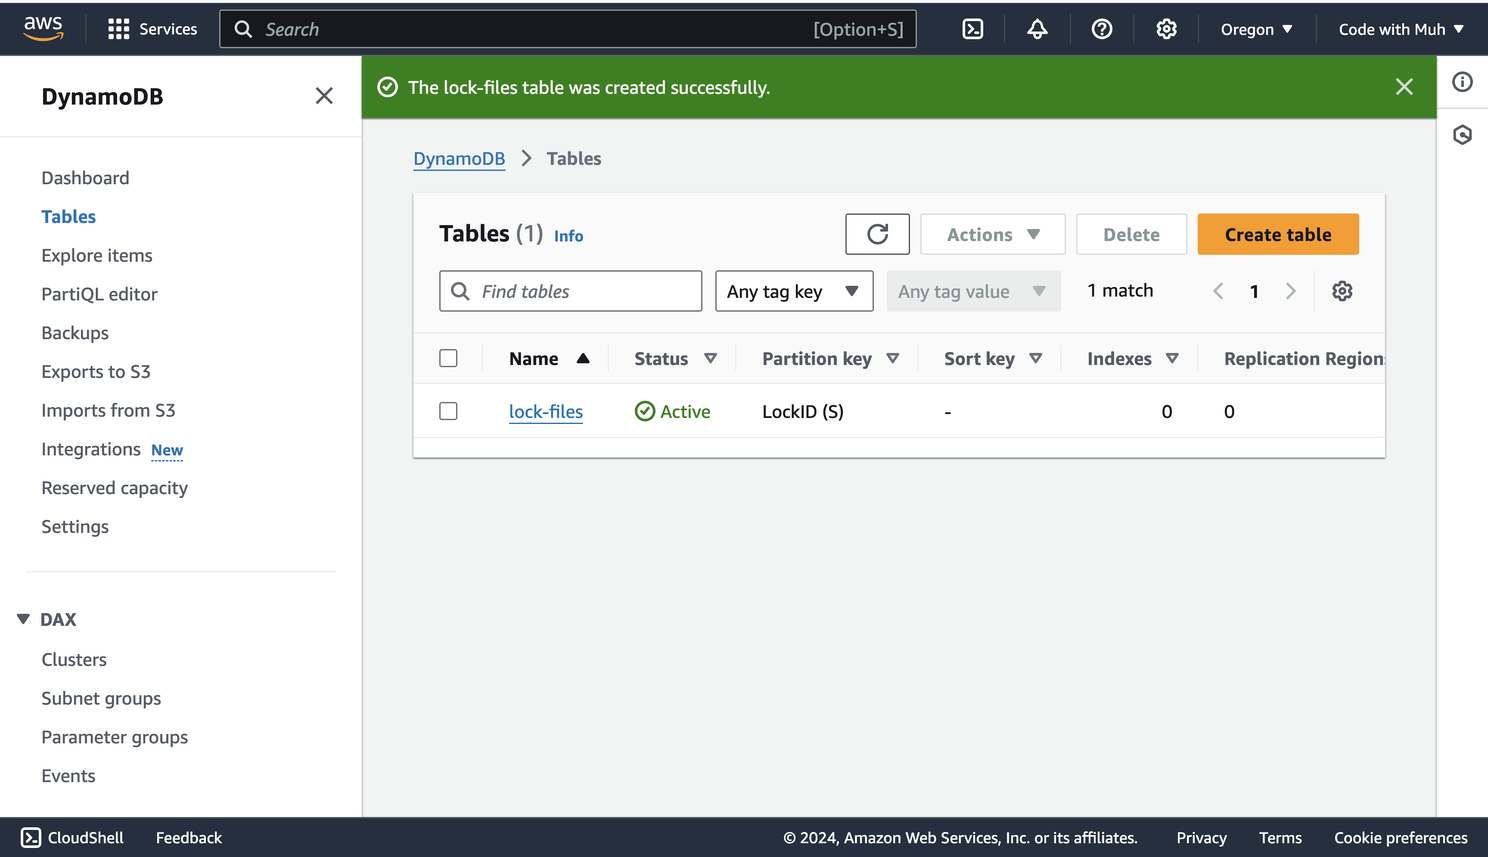 aws Services Search [Option+S] Oregon Code with Muh
DynamoDB
The lock-files table was created successfully.
DynamoDB Tables
Dashboard
Tables
Explore items
PartiQL editor
Backups
Exports to S3
Imports from S3
Integrations New
Reserved capacity
Settings
DAX
Clusters
Subnet groups
Parameter groups
Events
Tables (1) Info Actions Delete Create table
Find tables Any tag key Any tag value 1 match 1
Name Status Partition key Sort key Indexes Replication Regions
lock-files Active LockID (S) - 0 0
CloudShell Feedback © 2024, Amazon Web Services, Inc. or its affiliates. Privacy Terms Cookie preferences